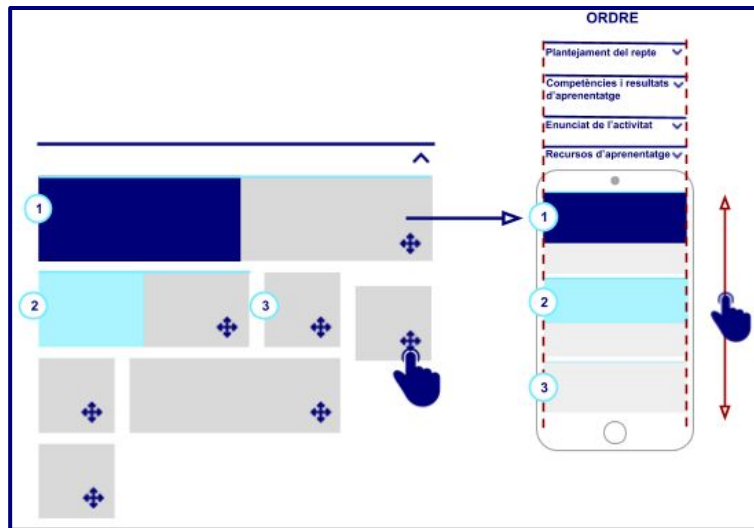 ORDRE
Plantejament del repte
Competències i resultats
d'aprenentatge
Enunciat de l'activitat
Recursos d'aprenentatge
1
2
3
1
2
3